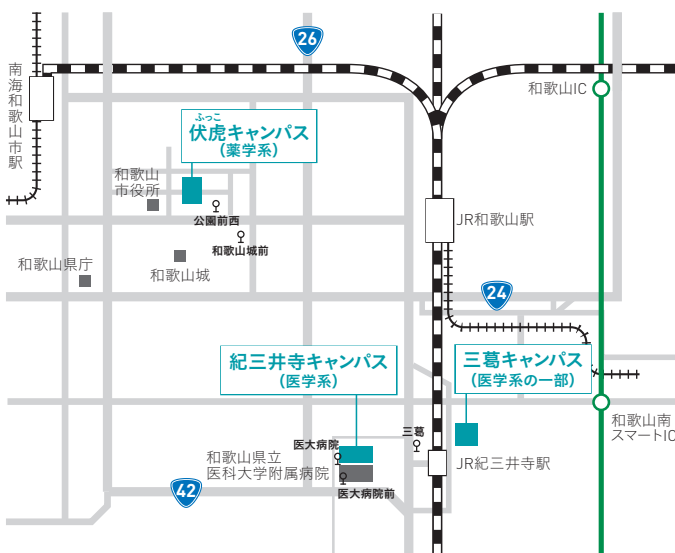 26
南海和歌山市駅
和歌山IC
ふっこ
伏虎キャンパス
(薬学系)
和歌山
市役所
公園前西
JR和歌山駅
和歌山城前
和歌山県庁
和歌山城
24
紀三井寺キャンパス
(医学系)
三葛キャンパス
(医学系の一部)
和歌山南
スマートIC
三葛
医大病院
和歌山県立
医科大学附属病院
JR紀三井寺駅
42
医大病院前